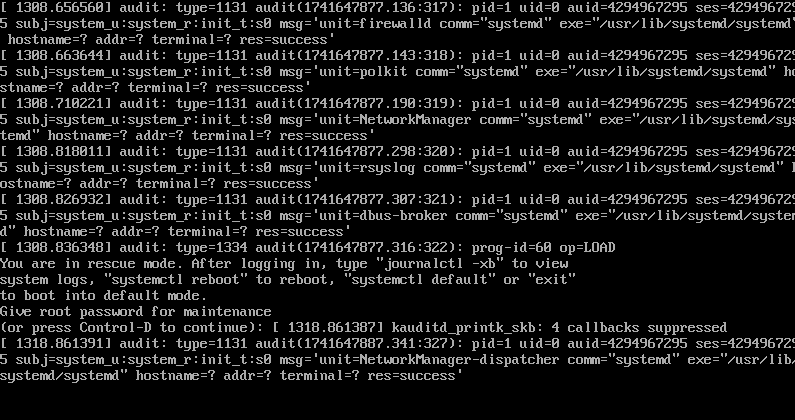 [ 1308.656560] audit: type=1131 audit(1741647877.136:317): pid=1 uid=0 auid=4294967295 ses=429496729
5 subj=system_u:system_r:init_t:s0 msg='unit=firewalld comm="systemd" exe="/usr/lib/systemd/systemd"
 hostname=? addr=? terminal=? res=success'
[ 1308.663644] audit: type=1131 audit(1741647877.143:318): pid=1 uid=0 auid=4294967295 ses=429496729
5 subj=system_u:system_r:init_t:s0 msg='unit=polkit comm="systemd" exe="/usr/lib/systemd/systemd" ho
stname=? addr=? terminal=? res=success'
[ 1308.710221] audit: type=1131 audit(1741647877.190:319): pid=1 uid=0 auid=4294967295 ses=429496729
5 subj=system_u:system_r:init_t:s0 msg='unit=NetworkManager comm="systemd" exe="/usr/lib/systemd/sys
temd" hostname=? addr=? terminal=? res=success'
[ 1308.818011] audit: type=1131 audit(1741647877.298:320): pid=1 uid=0 auid=4294967295 ses=429496729
5 subj=system_u:system_r:init_t:s0 msg='unit=rsyslog comm="systemd" exe="/usr/lib/systemd/systemd" h
ostname=? addr=? terminal=? res=success'
[ 1308.826932] audit: type=1131 audit(1741647877.307:321): pid=1 uid=0 auid=4294967295 ses=429496729
5 subj=system_u:system_r:init_t:s0 msg='unit=dbus-broker comm="systemd" exe="/usr/lib/systemd/system
d" hostname=? addr=? terminal=? res=success'
[ 1308.836348] audit: type=1334 audit(1741647877.316:322): prog-id=60 op=LOAD
You are in rescue mode. After logging in, type "journalctl -xb" to view
system logs, "systemctl reboot" to reboot, "systemctl default" or "exit"
to boot into default mode.
Give root password for maintenance
(or press Control-D to continue): [ 1318.861387] kauditd_printk_skb: 4 callbacks suppressed
[ 1318.861391] audit: type=1131 audit(1741647887.341:327): pid=1 uid=0 auid=4294967295 ses=429496729
5 subj=system_u:system_r:init_t:s0 msg='unit=NetworkManager-dispatcher comm="systemd" exe="/usr/lib/
systemd/systemd" hostname=? addr=? terminal=? res=success'